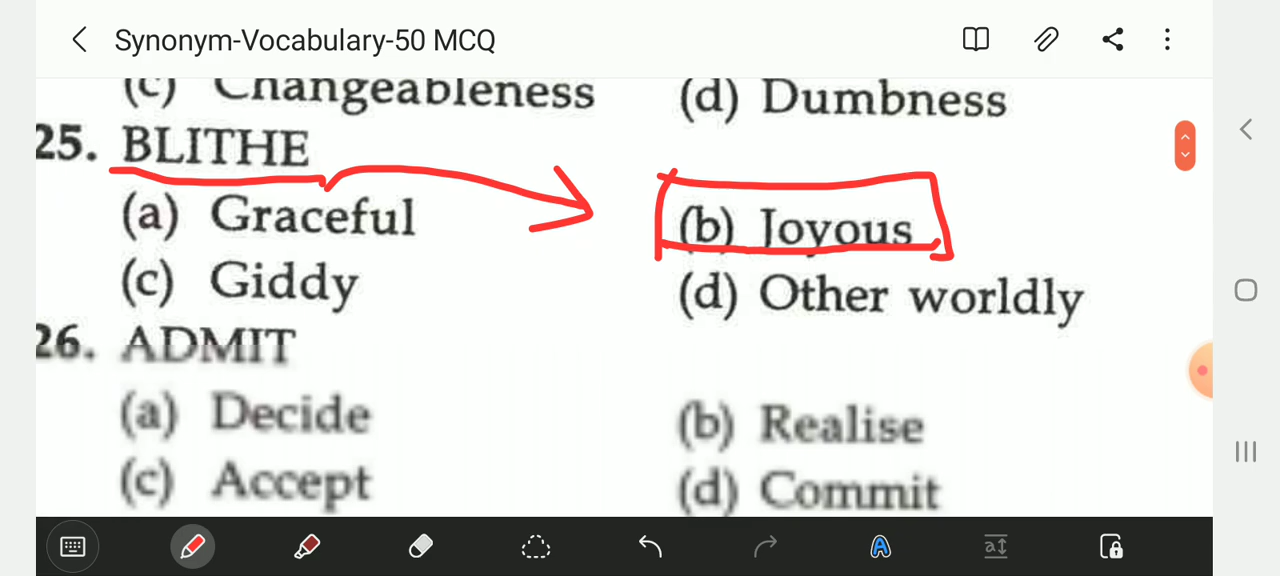 Synonym-Vocabulary-50 MCQ
(c) Changeableness (d) Dumbness
25. BLITHE
(a) Graceful (b) Joyous
(c) Giddy (d) Other worldly
26. ADMIT
(a) Decide (b) Realise
(c) Accept (d) Commit